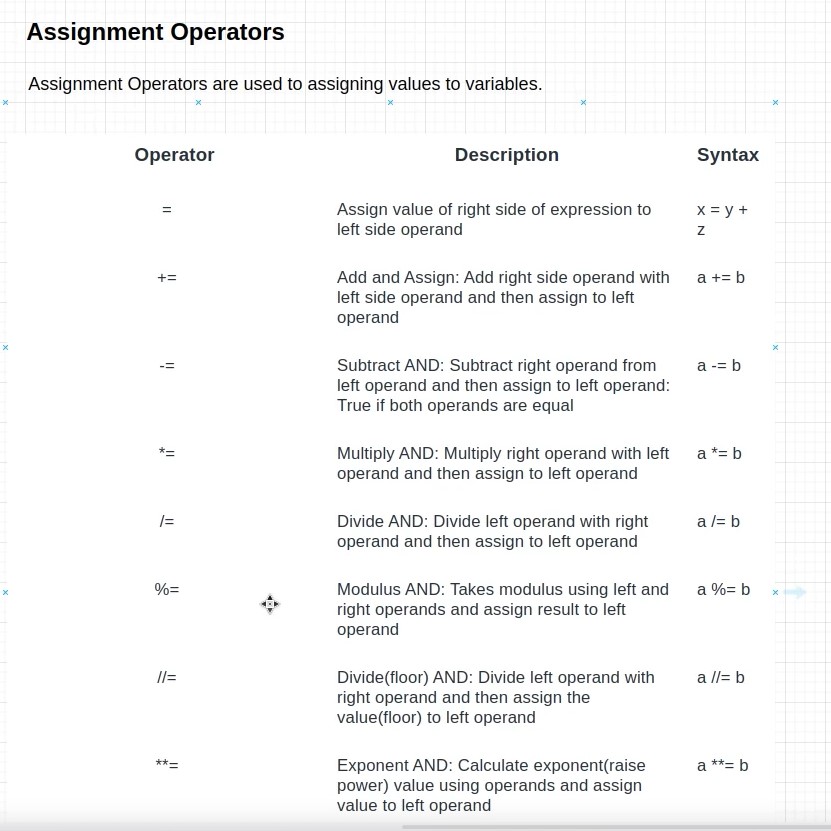 Assignment Operators
Assignment Operators are used to assigning values to variables.
Operator Description Syntax
= Assign value of right side of expression to x = y +
left side operand z
+= Add and Assign: Add right side operand with a += b
left side operand and then assign to left
operand
-= Subtract AND: Subtract right operand from a -= b
left operand and then assign to left operand:
True if both operands are equal
*= Multiply AND: Multiply right operand with left a *= b
operand and then assign to left operand
/= Divide AND: Divide left operand with right a /= b
operand and then assign to left operand
%= Modulus AND: Takes modulus using left and a %= b
right operands and assign result to left
operand
//= Divide(floor) AND: Divide left operand with a //= b
right operand and then assign the
value(floor) to left operand
**= Exponent AND: Calculate exponent(raise a **= b
power) value using operands and assign
value to left operand